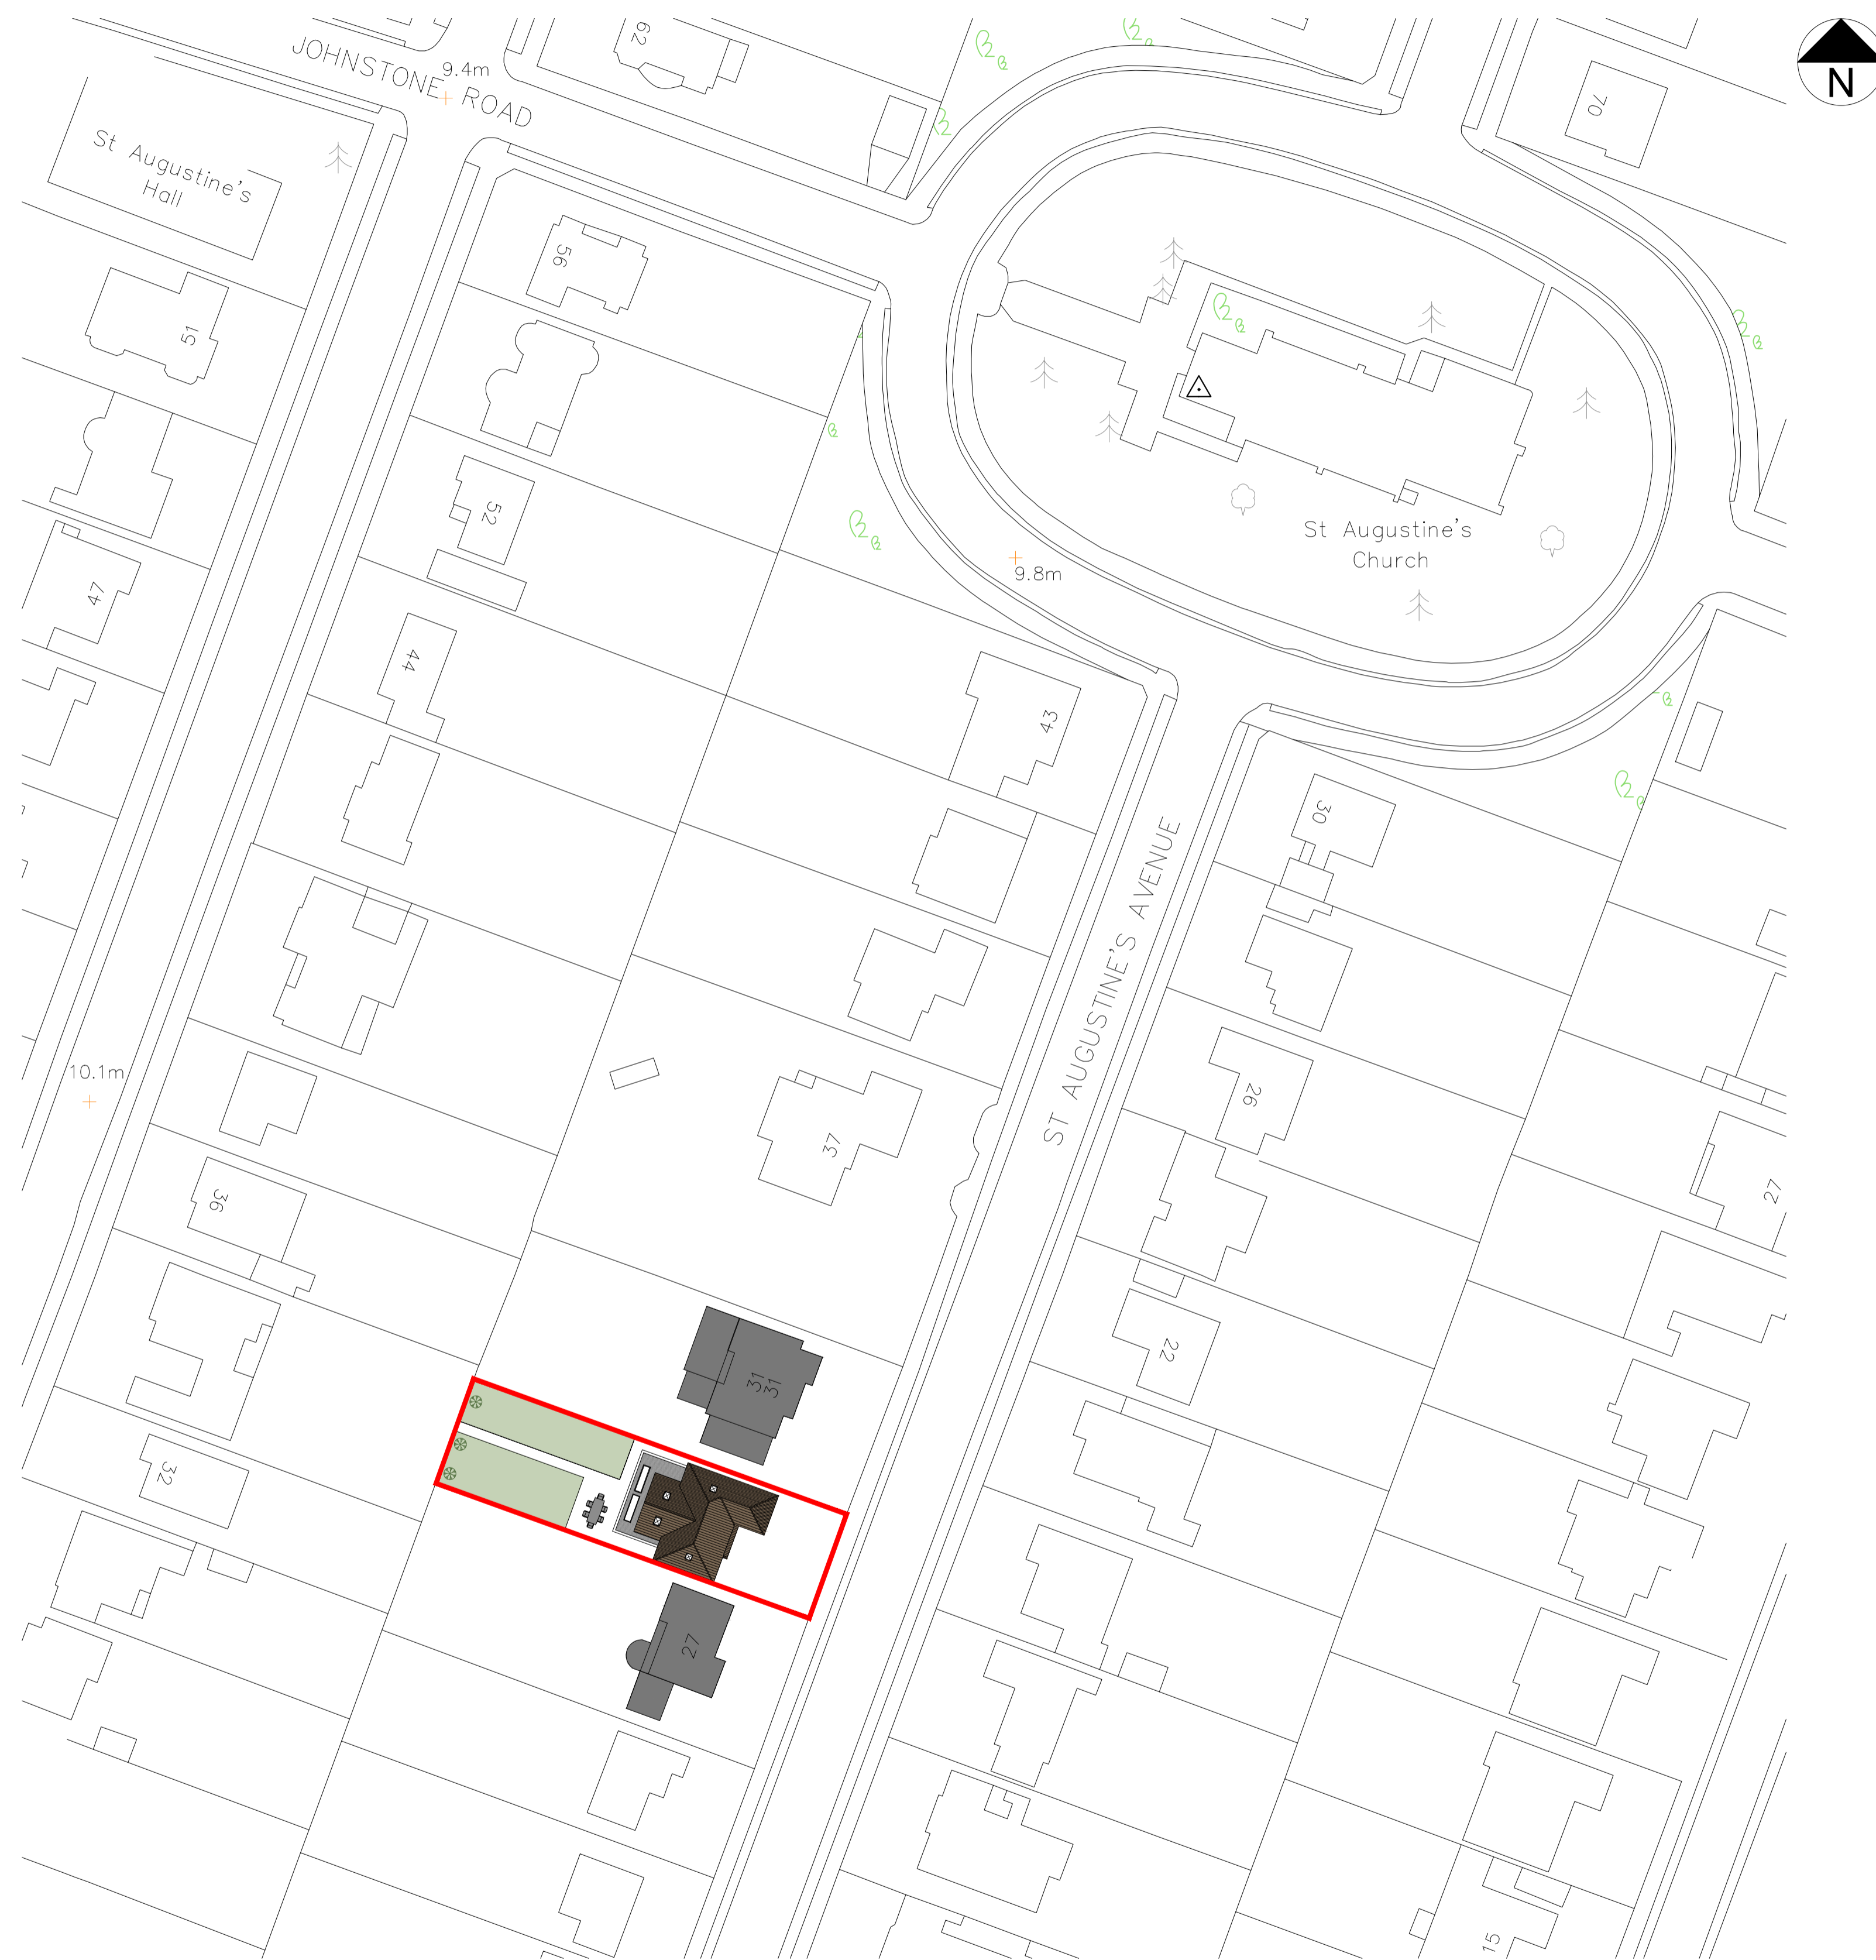 62
JOHNSTONE ROAD
9.4m
N
70
St Augustine's
Hall
56
51
52
St Augustine's
Church
9.8m
47
44
43
30
ST AUGUSTINE'S AVENUE
10.1m
26
37
27
36
22
31
31
32
27
15